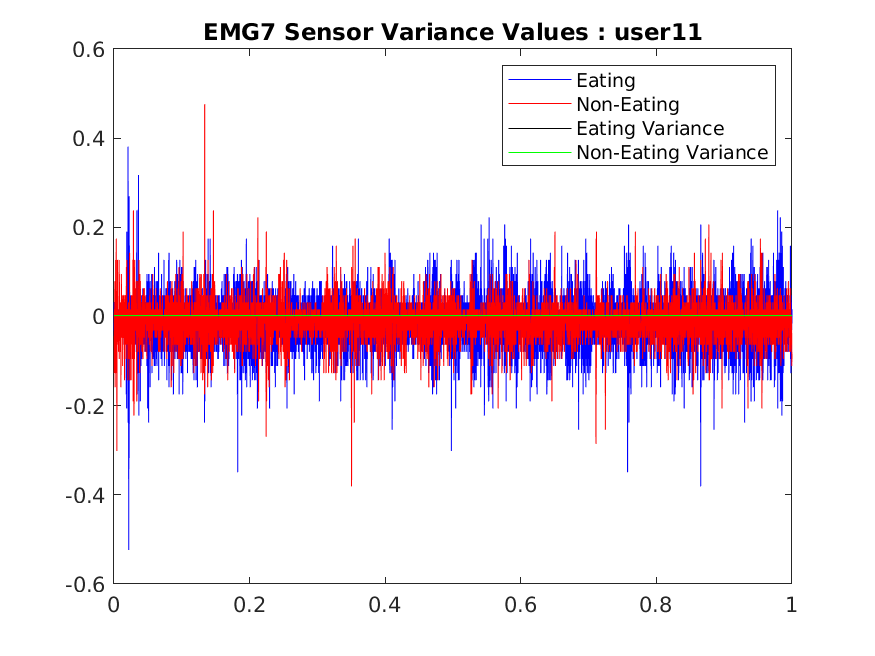 EMG7 Sensor Variance Values : user11
0.6
Eating
Non-Eating
Eating Variance
Non-Eating Variance
0.4
0.2
0
-0.2
-0.4
-0.6
0 0.2 0.4 0.6 0.8 1